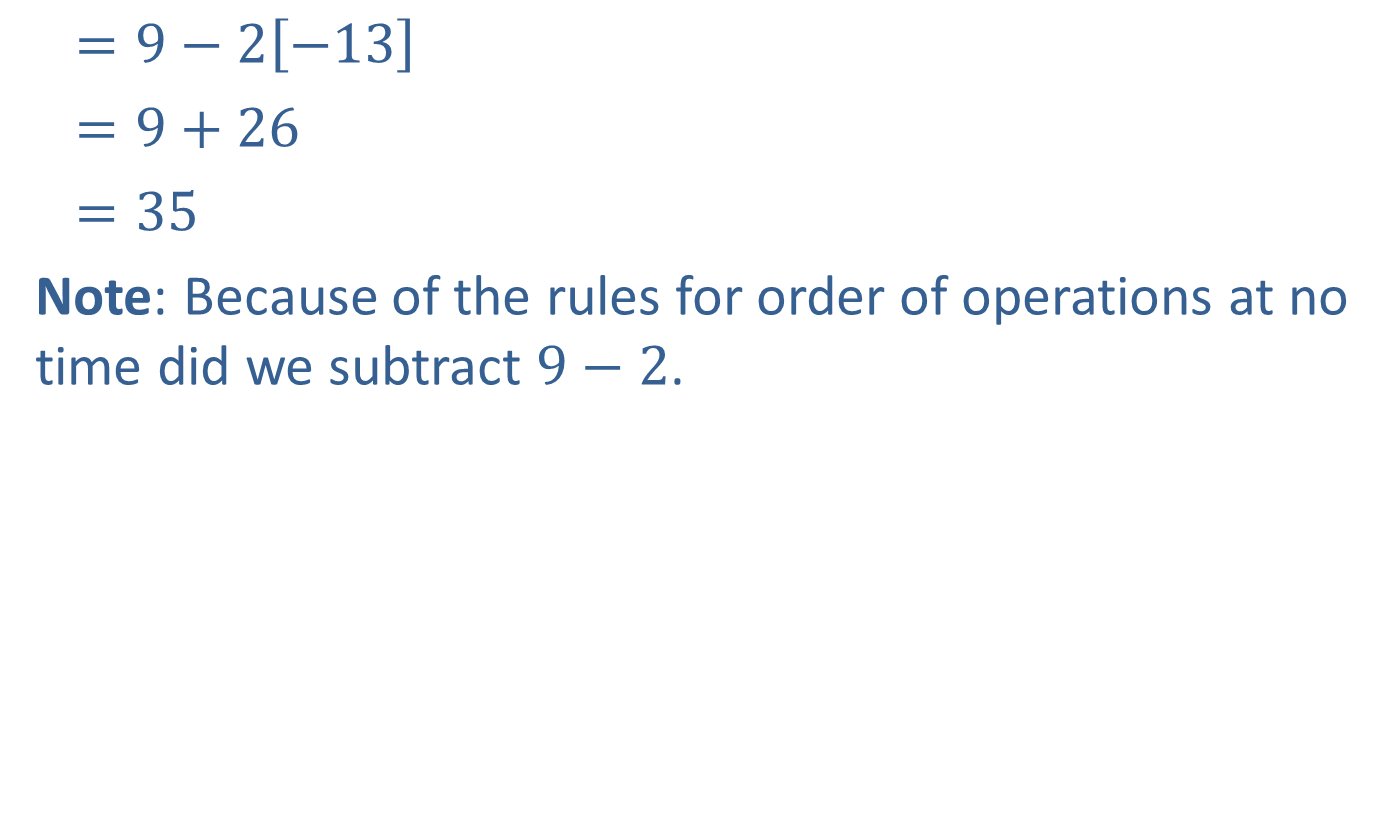 = 9 − 2[−13]
= 9 + 26
= 35
Note: Because of the rules for order of operations at no
time did we subtract 9 − 2.